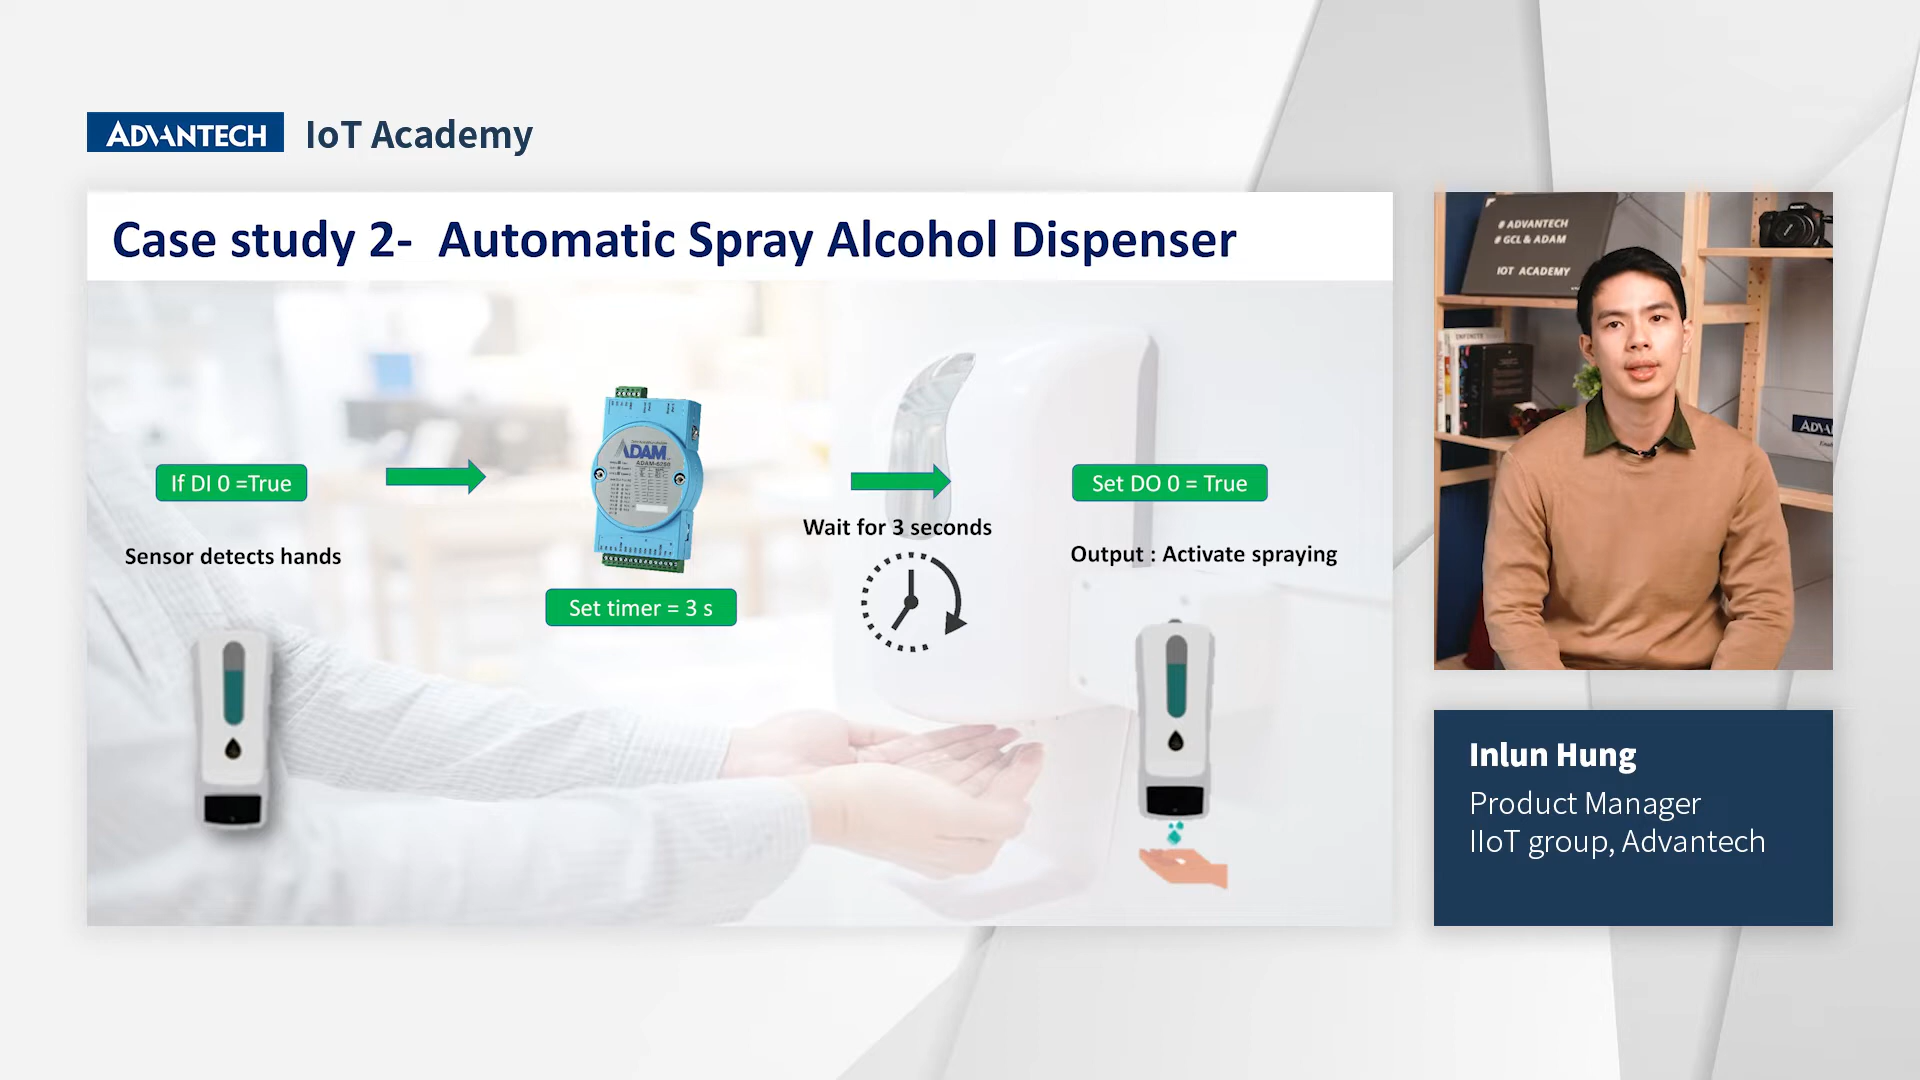 ADVANTECH IoT Academy
Case study 2- Automatic Spray Alcohol Dispenser
If DI 0 =True
Sensor detects hands
ADAM
Set timer = 3 s
Wait for 3 seconds
Set DO 0 = True
Output : Activate spraying
# ADVANTECH
# GCL & ADAM
IOT ACADEMY
INFINITE
Inlun Hung
Product Manager
IIoT group, Advantech